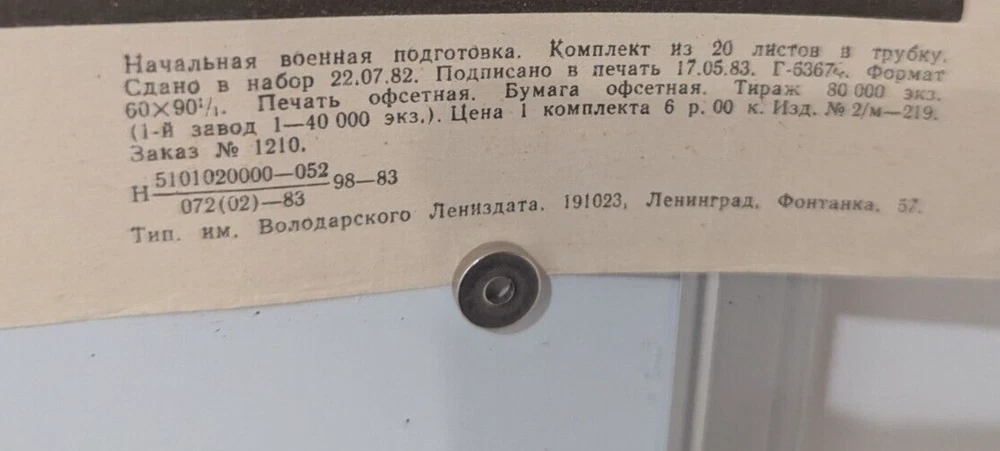 Начальная военная подготовка. Комплект из 20 листов в трубку.
Сдано в набор 22.07.82. Подписано в печать 17.05.83. Формат
60×90¹/₁. Печать офсетная. Бумага офсетная. Тираж 80 000 экз.
(1-й завод 1—40 000 экз.). Цена 1 комплекта 6 р. 00 к. Изд. № 2/м—219.
Заказ № 1210.
Н 5101020000—052 98—83
072(02)—83
Тип. им. Володарского Лениздата. 191023, Ленинград, Фонтанка, 57.